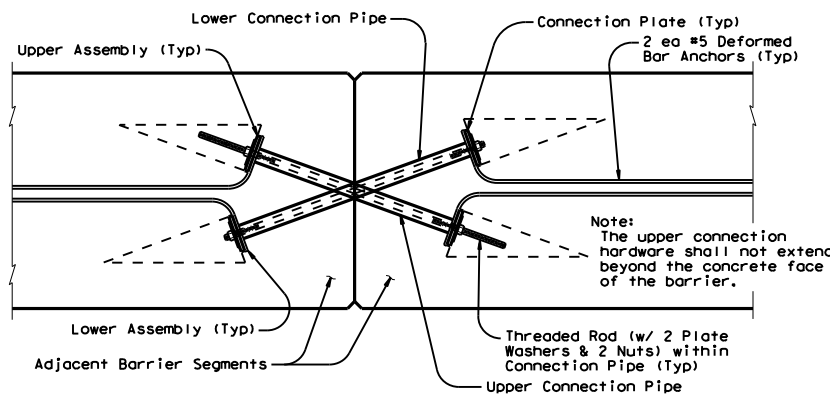 Lower Connection Pipe
Connection Plate (Typ)
Upper Assembly (Typ)
2 ea #5 Deformed
Bar Anchors (Typ)
Note:
The upper connection
hardware shall not extend
beyond the concrete face
of the barrier.
Lower Assembly (Typ)
Adjacent Barrier Segments
Threaded Rod (w/ 2 Plate
Washers & 2 Nuts) within
Connection Pipe (Typ)
Upper Connection Pipe